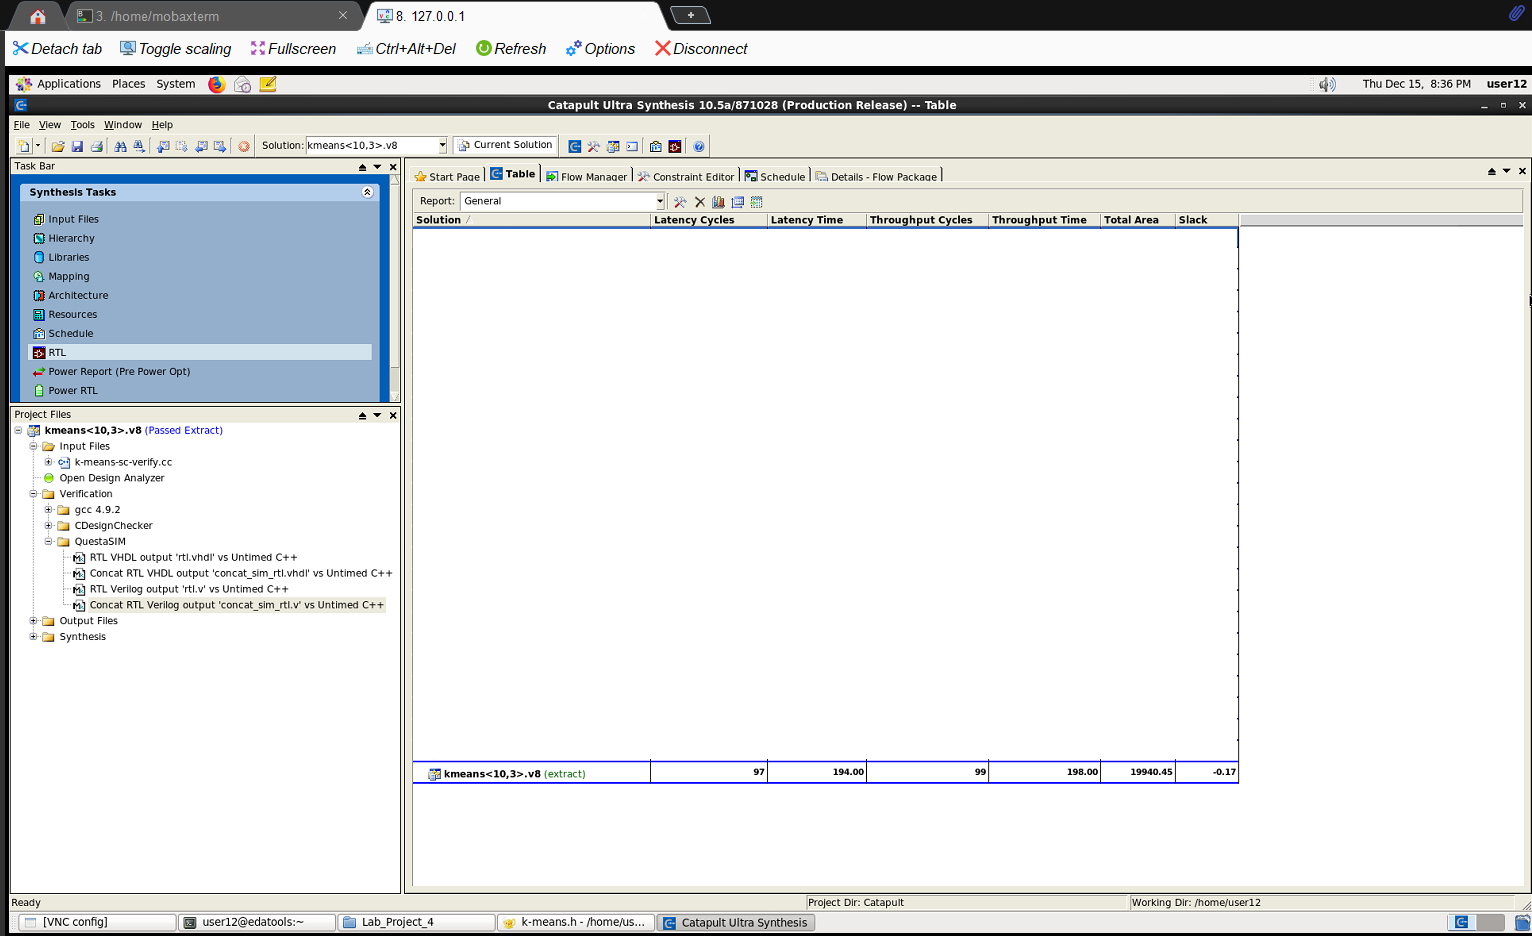 3. /home/mobaxterm
8. 127.0.0.1
Detach tab Toggle scaling Fullscreen Ctrl+Alt+Del Refresh Options Disconnect
Applications Places System Thu Dec 15, 8:36 PM user12
Catapult Ultra Synthesis 10.5a/871028 (Production Release) -- Table
File View Tools Window Help
Solution: kmeans<10,3>.v8 Current Solution
Task Bar
Synthesis Tasks
Input Files
Hierarchy
Libraries
Mapping
Architecture
Resources
Schedule
RTL
Power Report (Pre Power Opt)
Power RTL
Project Files
kmeans<10,3>.v8 (Passed Extract)
Input Files
k-means-sc-verify.cc
Open Design Analyzer
Verification
gcc 4.9.2
CDesignChecker
QuestaSIM
RTL VHDL output 'rtl.vhdl' vs Untimed C++
Concat RTL VHDL output 'concat_sim_rtl.vhdl' vs Untimed C++
RTL Verilog output 'rtl.v' vs Untimed C++
Concat RTL Verilog output 'concat_sim_rtl.v' vs Untimed C++
Output Files
Synthesis
Start Page Table Flow Manager Constraint Editor Schedule Details - Flow Package
Report: General
Solution Latency Cycles Latency Time Throughput Cycles Throughput Time Total Area Slack
kmeans<10,3>.v8 (extract) 97 194.00 99 198.00 19940.45 -0.17
Ready Project Dir: Catapult Working Dir: /home/user12
[VNC config] user12@edatools:~ Lab_Project_4 k-means.h - /home/us... Catapult Ultra Synthesis